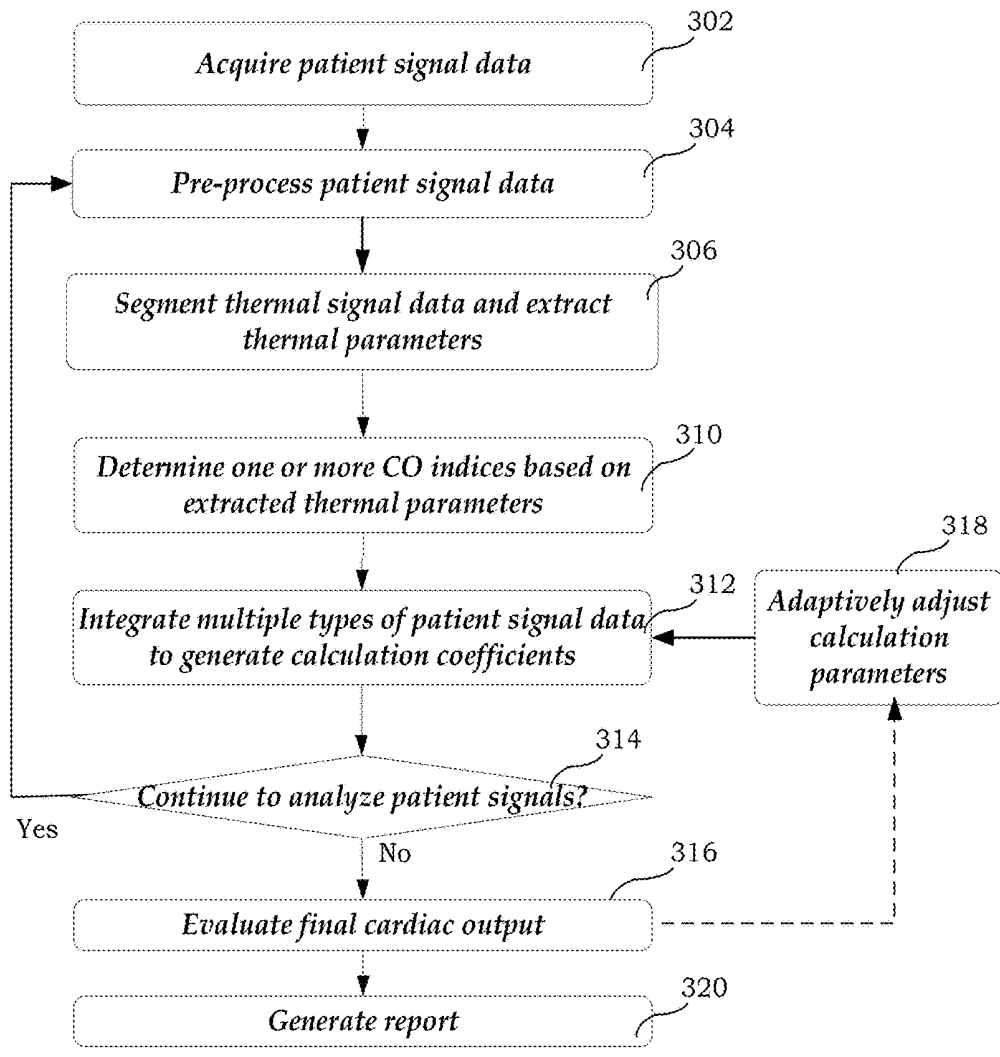 302
Acquire patient signal data
304
Pre-process patient signal data
306
Segment thermal signal data and extract
thermal parameters
310
Determine one or more CO indices based on
extracted thermal parameters
318
312
Integrate multiple types of patient signal data
to generate calculation coefficients
Adaptively adjust
calculation
parameters
314
Continue to analyze patient signals?
Yes
No
316
Evaluate final cardiac output
320
Generate report